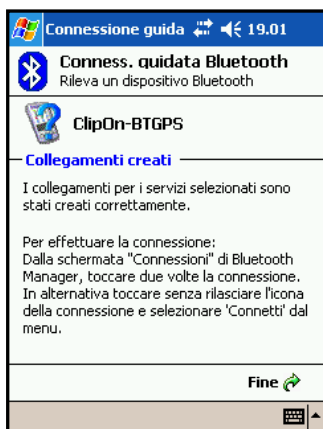 Connessione guida 19.01
Conness. guidata Bluetooth
Rileva un dispositivo Bluetooth
ClipOn-BTGPS
Collegamenti creati
I collegamenti per i servizi selezionati sono
stati creati correttamente.
Per effettuare la connessione:
Dalla schermata "Connessioni" di Bluetooth
Manager, toccare due volte la connessione.
In alternativa toccare senza rilasciare l'icona
della connessione e selezionare 'Connetti' dal
menu.
Fine